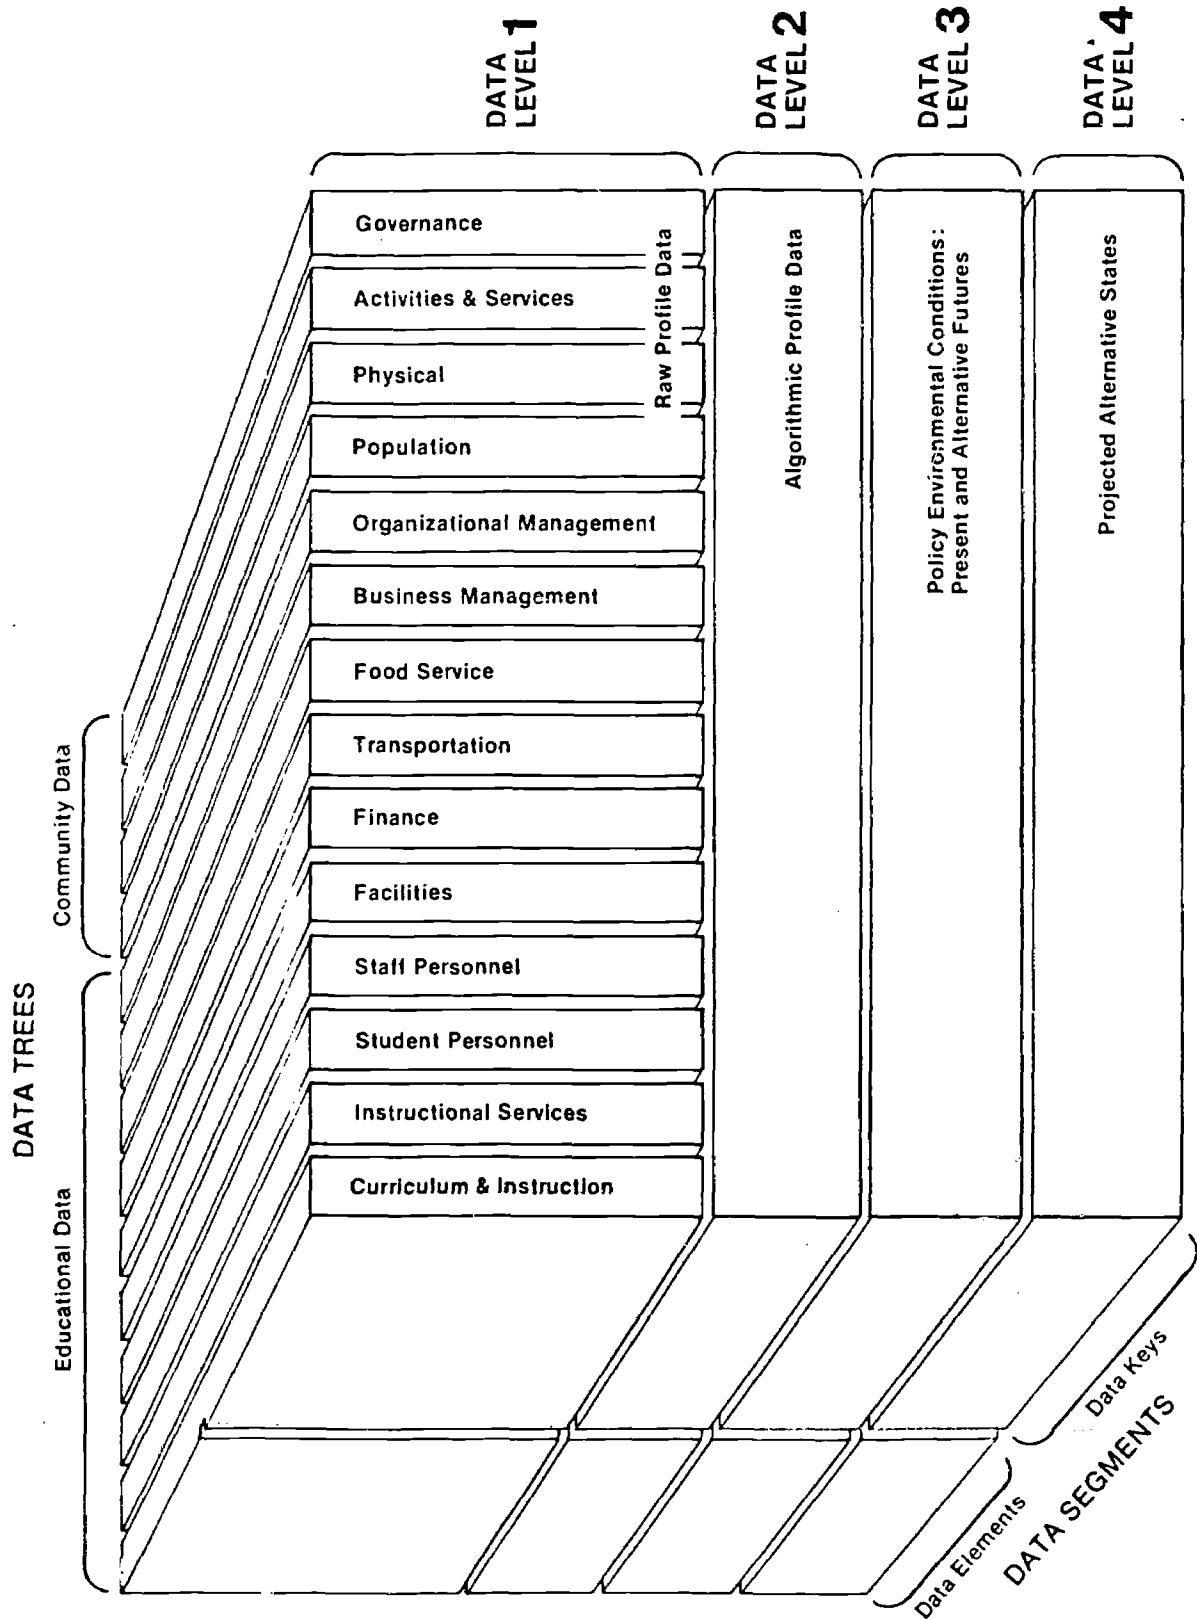 DATA TREES
Educational Data
Community Data
Curriculum & Instruction
Instructional Services
Student Personnel
Staff Personnel
Facilities
Finance
Transportation
Food Service
Business Management
Organizational Management
Population
Physical
Activities & Services
Governance
Raw Profile Data
DATA
LEVEL 1
Algorithmic Profile Data
DATA
LEVEL 2
Policy Environmental Conditions:
Present and Alternative Futures
DATA
LEVEL 3
Projected Alternative States
DATA
LEVEL 4
Data Elements
Data Keys
DATA SEGMENTS